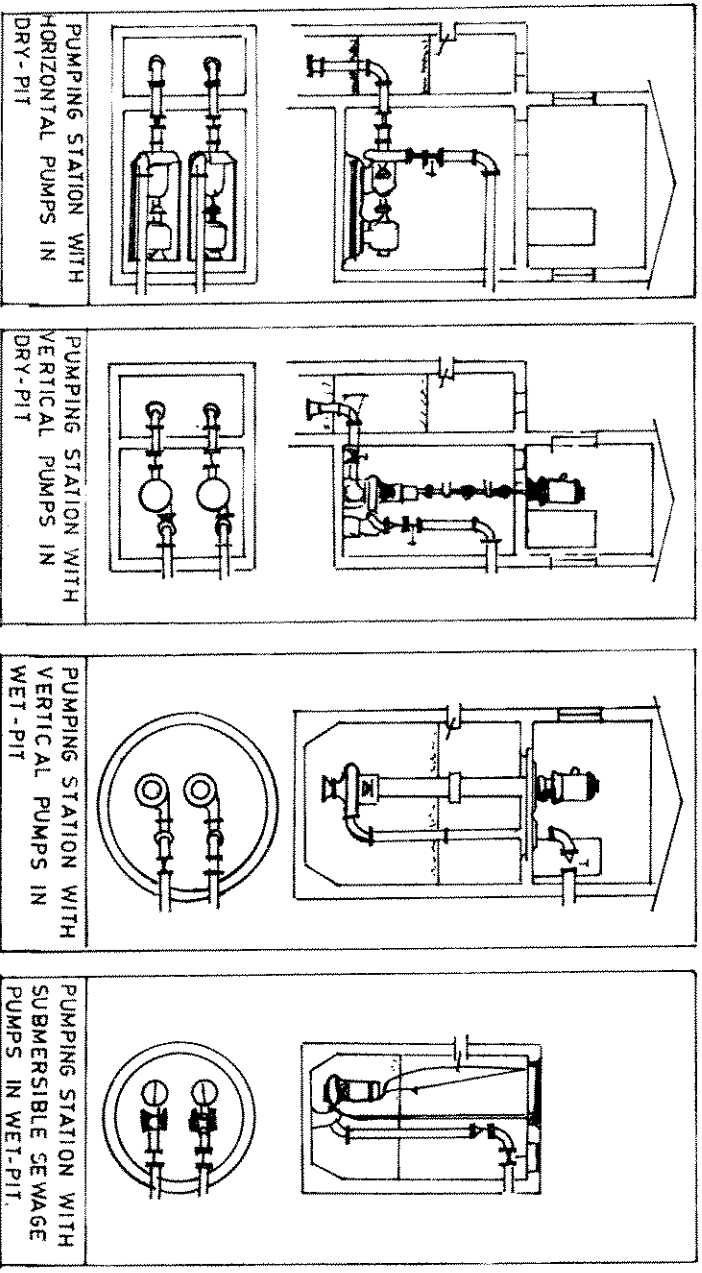 PUMPING STATION WITH
HORIZONTAL PUMPS IN
DRY-PIT
PUMPING STATION WITH
VERTICAL PUMPS IN
DRY-PIT
PUMPING STATION WITH
VERTICAL PUMPS IN
WET-PIT
PUMPING STATION WITH
SUBMERSIBLE SEWAGE
PUMPS IN WET-PIT.